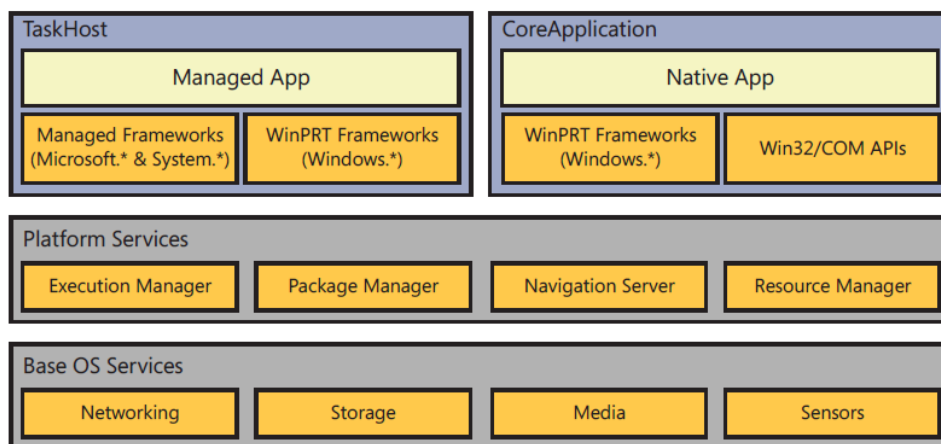 TaskHost
CoreApplication
Managed App
Native App
Managed Frameworks
(Microsoft.* & System.*)
WinPRT Frameworks
(Windows.*)
WinPRT Frameworks
(Windows.*)
Win32/COM APIs
Platform Services
Execution Manager
Package Manager
Navigation Server
Resource Manager
Base OS Services
Networking
Storage
Media
Sensors